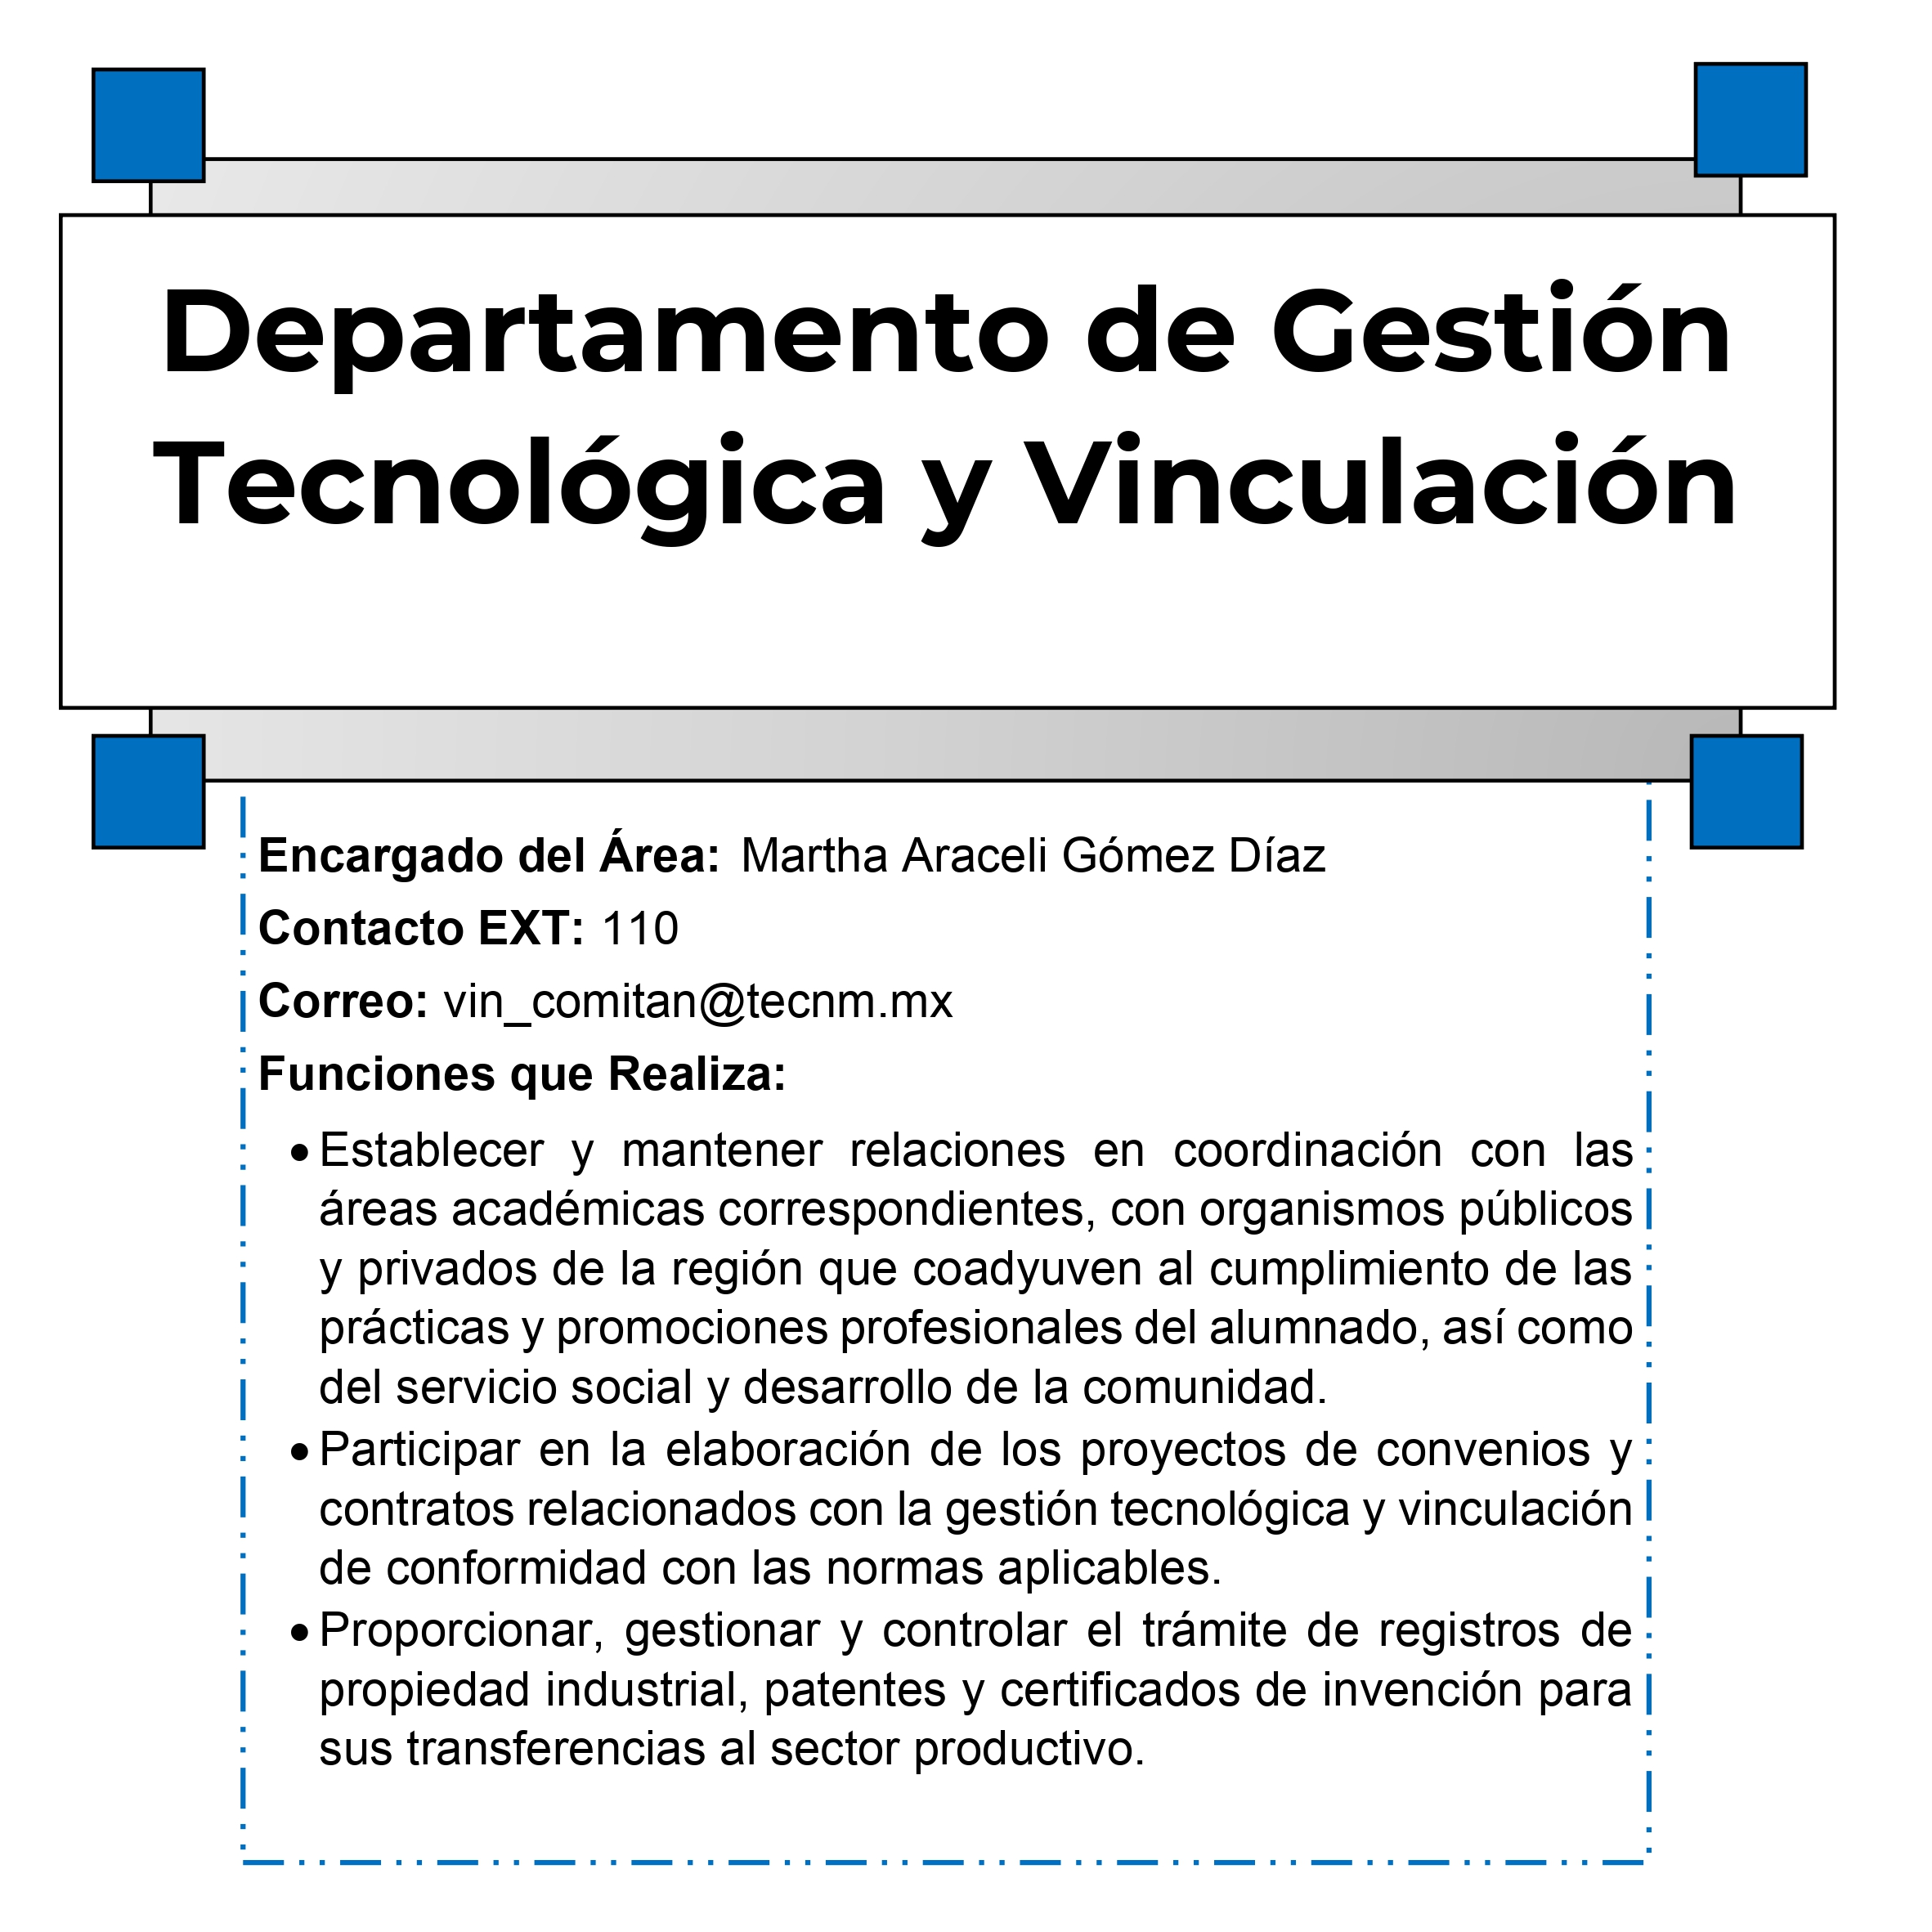 Departamento de Gestión
Tecnológica y Vinculación
Encargado del Área: Martha Araceli Gómez Díaz
Contacto EXT: 110
Correo: vin_comitan@tecnm.mx
Funciones que Realiza:
• Establecer y mantener relaciones en coordinación con las
áreas académicas correspondientes, con organismos públicos
y privados de la región que coadyuven al cumplimiento de las
prácticas y promociones profesionales del alumnado, así como
del servicio social y desarrollo de la comunidad.
• Participar en la elaboración de los proyectos de convenios y
contratos relacionados con la gestión tecnológica y vinculación
de conformidad con las normas aplicables.
• Proporcionar, gestionar y controlar el trámite de registros de
propiedad industrial, patentes y certificados de invención para
sus transferencias al sector productivo.